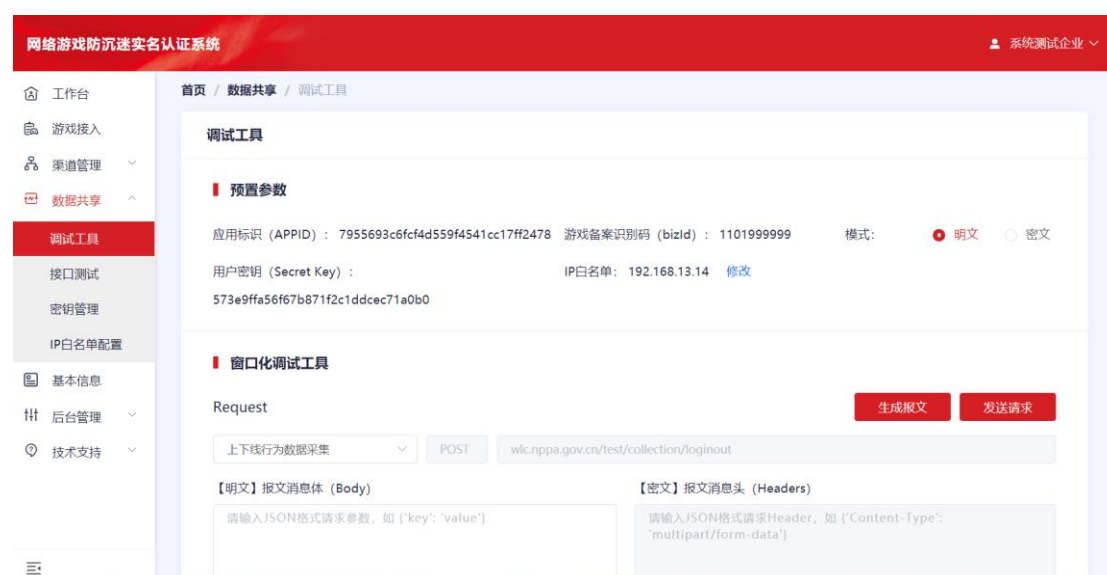 网络游戏防沉迷实名认证系统
系统测试企业
工作台
游戏接入
渠道管理
数据共享
调试工具
接口测试
密钥管理
IP白名单配置
基本信息
后台管理
技术支持
首页 / 数据共享 / 调试工具
调试工具
预置参数
应用标识（APPID）： 7955693c6fcf4d559f4541cc17ff2478 游戏备案识别码（bizId）： 1101999999 模式： 明文 密文
用户密钥（Secret Key）： IP白名单： 192.168.13.14 修改
573e9ffa56f67b871f2c1ddcec71a0b0
窗口化调试工具
Request 生成报文 发送请求
上下线行为数据采集 POST wlc.nppa.gov.cn/test/collection/loginout
【明文】报文消息体（Body） 【密文】报文消息头（Headers）
请输入JSON格式请求参数，如 {'key': 'value'}
请输入JSON格式请求Header，如 {'Content-Type':
'multipart/form-data'}